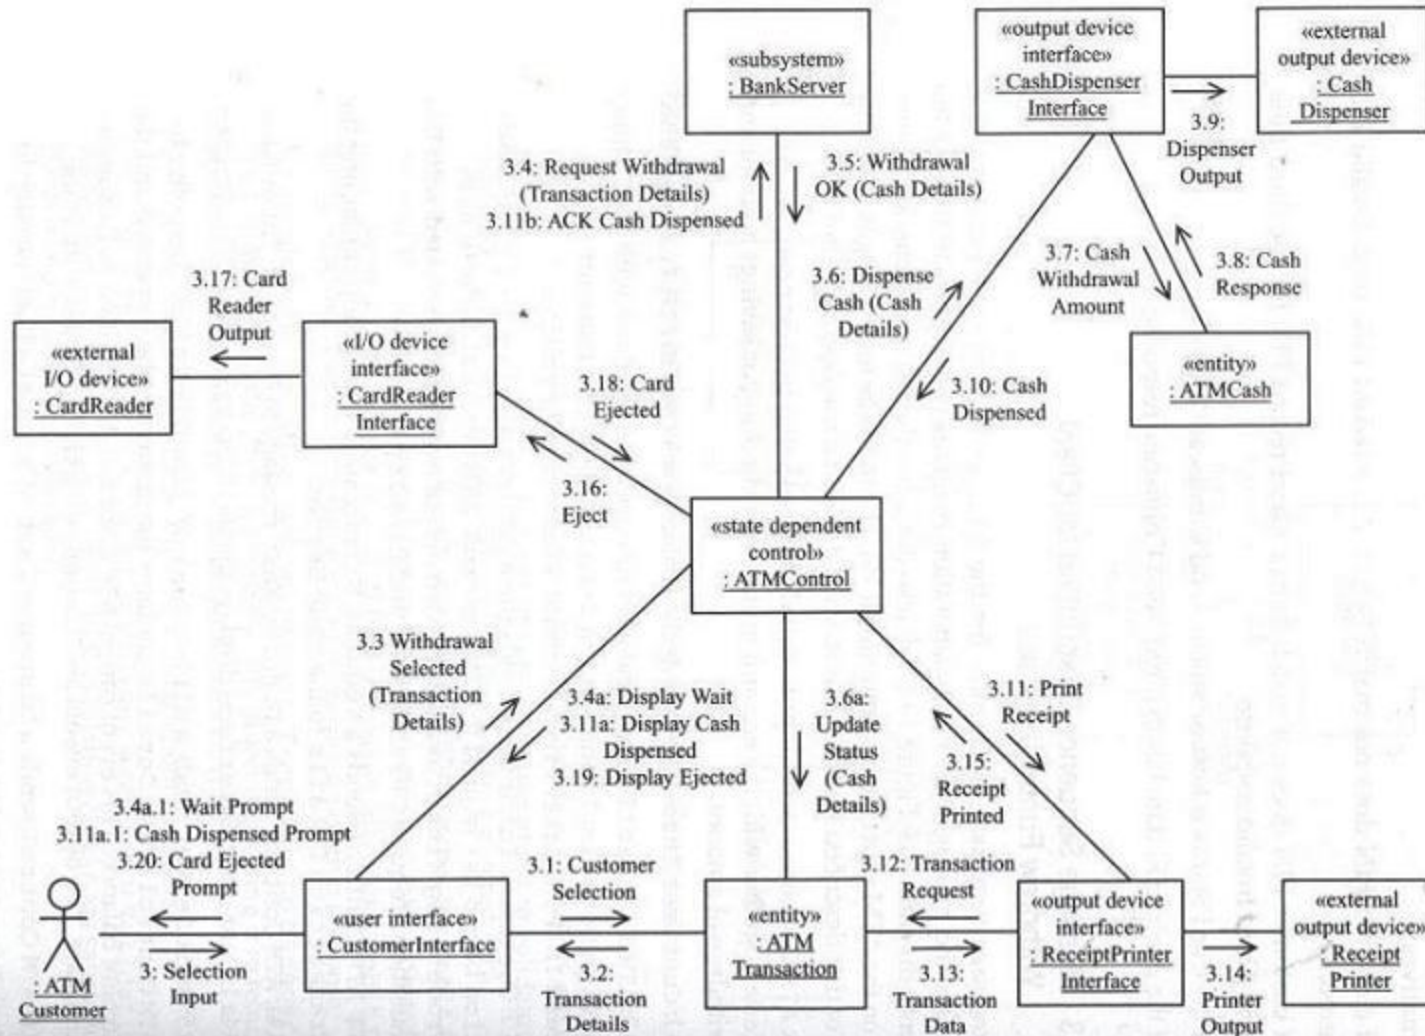 «subsystem»
: BankServer
«output device
interface»
: CashDispenser
Interface
«external
output device»
: Cash
Dispenser
3.9:
Dispenser
Output
3.4: Request Withdrawal
(Transaction Details)
3.11b: ACK Cash Dispensed
3.5: Withdrawal
OK (Cash Details)
3.6: Dispense
Cash (Cash
Details)
3.7: Cash
Withdrawal
Amount
3.8: Cash
Response
3.17: Card
Reader
Output
«external
I/O device»
: CardReader
«I/O device
interface»
: CardReader
Interface
3.18: Card
Ejected
3.16:
Eject
3.10: Cash
Dispensed
«entity»
: ATMCash
«state dependent
control»
: ATMControl
3.3 Withdrawal
Selected
(Transaction
Details)
3.4a: Display Wait
3.11a: Display Cash
Dispensed
3.19: Display Ejected
3.6a:
Update
Status
(Cash
Details)
3.11: Print
Receipt
3.15:
Receipt
Printed
3.4a.1: Wait Prompt
3.11a.1: Cash Dispensed Prompt
3.20: Card Ejected
Prompt
3.1: Customer
Selection
3.12: Transaction
Request
: ATM
Customer
3: Selection
Input
«user interface»
: CustomerInterface
3.2:
Transaction
Details
«entity»
: ATM
Transaction
3.13:
Transaction
Data
«output device
interface»
: ReceiptPrinter
Interface
3.14:
Printer
Output
«external
output device»
: Receipt
Printer